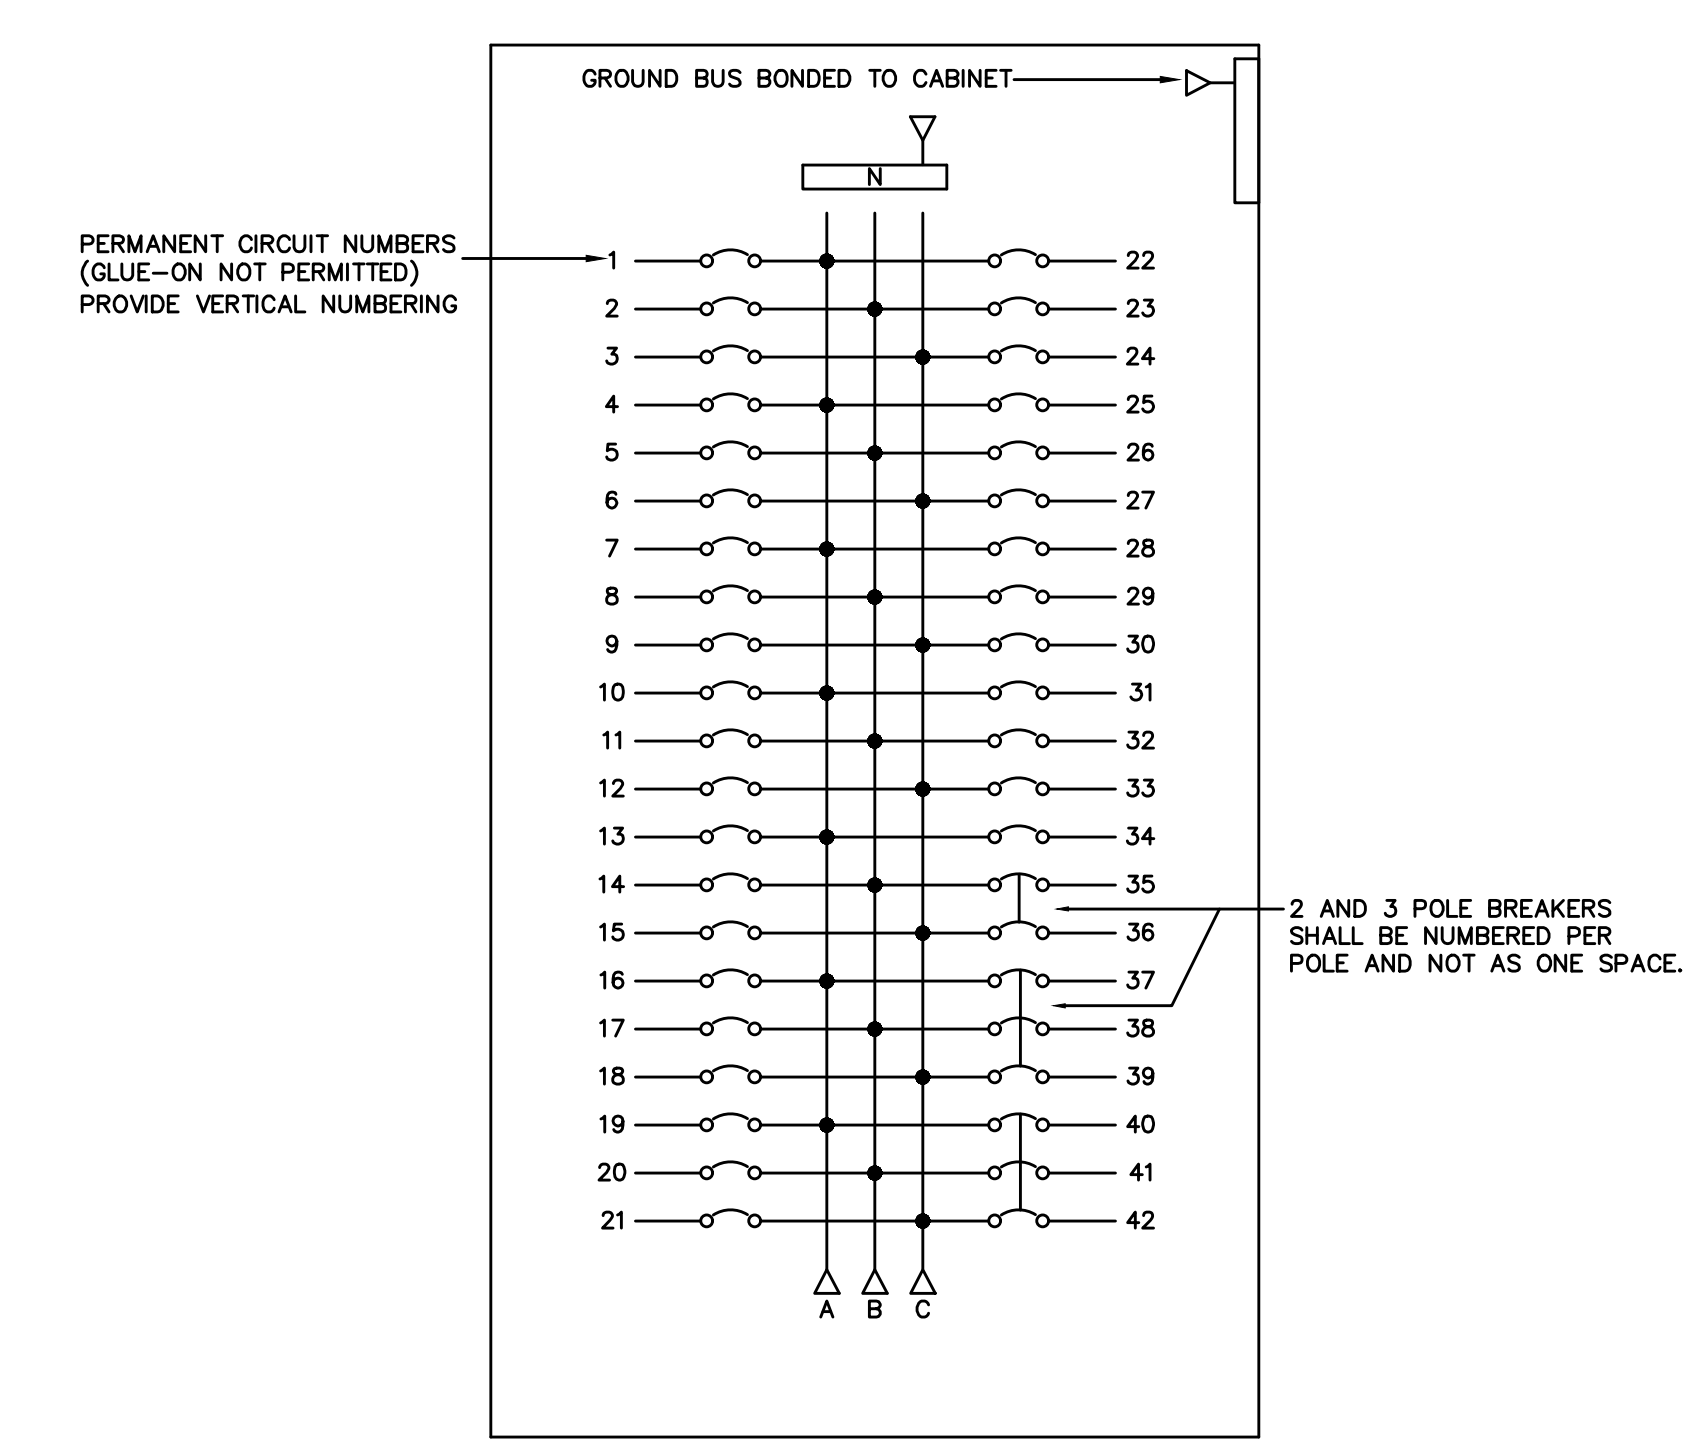 GROUND BUS BONDED TO CABINET
N
PERMANENT CIRCUIT NUMBERS
(GLUE-ON NOT PERMITTED)
PROVIDE VERTICAL NUMBERING
1 22
2 23
3 24
4 25
5 26
6 27
7 28
8 29
9 30
10 31
11 32
12 33
13 34
14 35
15 36
16 37
17 38
18 39
19 40
20 41
21 42
2 AND 3 POLE BREAKERS
SHALL BE NUMBERED PER
POLE AND NOT AS ONE SPACE.
A B C